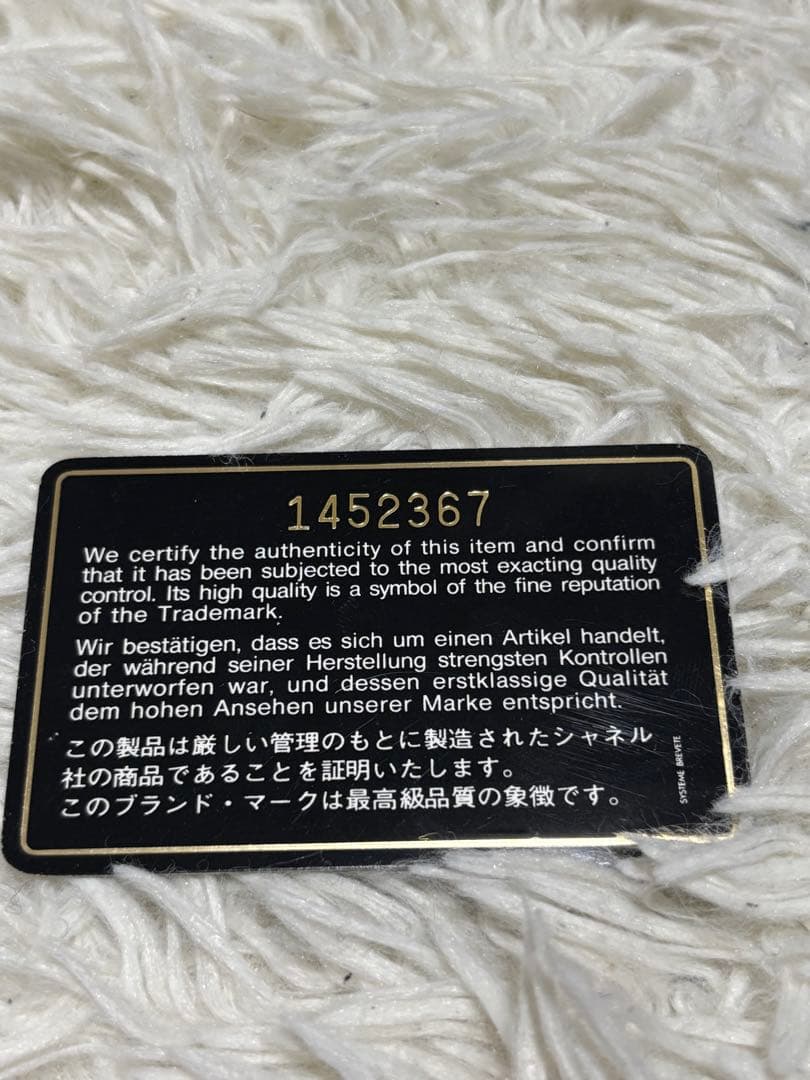 1452367
We certify the authenticity of this item and confirm
that it has been subjected to the most exacting quality
control. Its high quality is a symbol of the fine reputation
of the Trademark.
Wir bestätigen, dass es sich um einen Artikel handelt,
der während seiner Herstellung strengsten Kontrollen
unterworfen war, und dessen erstklassige Qualität
dem hohen Ansehen unserer Marke entspricht.
この製品は厳しい管理のもとに製造されたシャネル
社の商品であることを証明いたします。
このブランド・マークは最高級品質の象徴です。
SYSTEME BREVETE